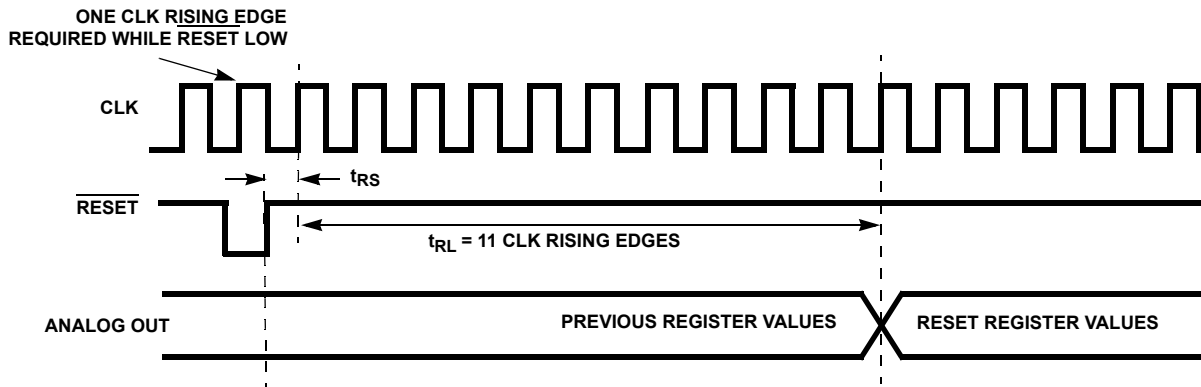 ONE CLK RISING EDGE
REQUIRED WHILE RESET LOW
CLK
tRS
RESET
tRL = 11 CLK RISING EDGES
ANALOG OUT
PREVIOUS REGISTER VALUES
RESET REGISTER VALUES